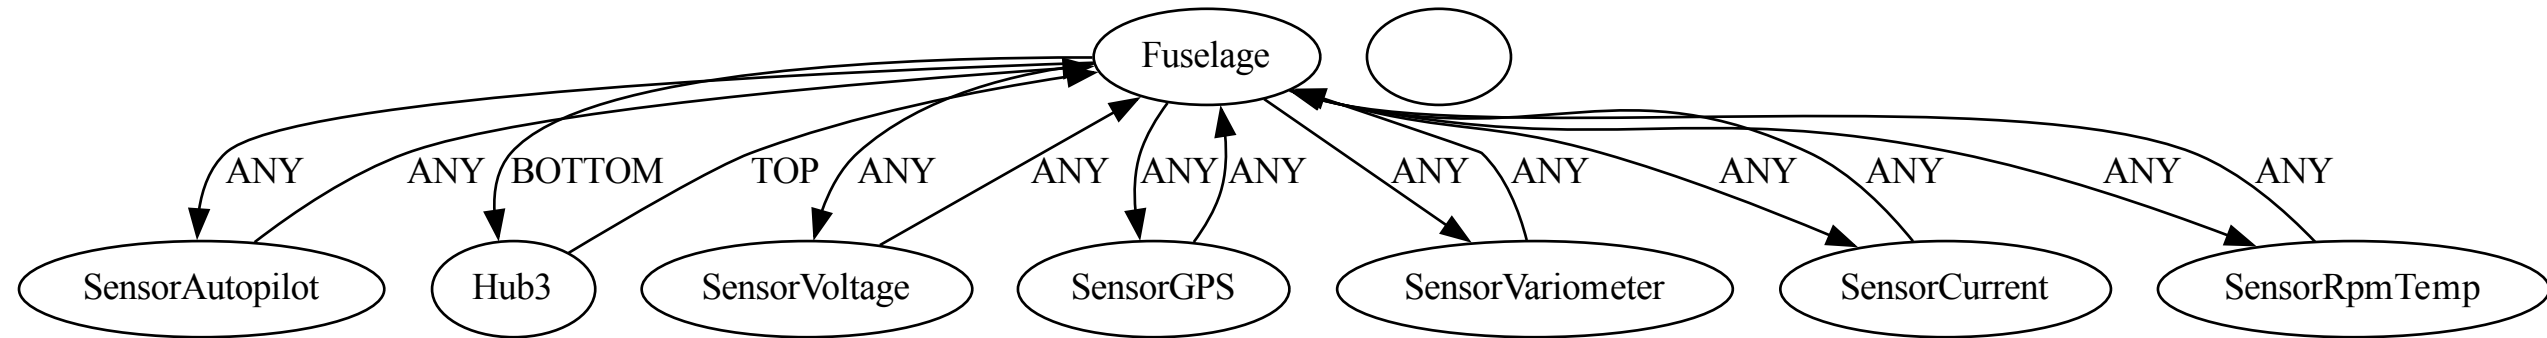 Fuselage
ANY
ANY
BOTTOM
TOP
ANY
ANY
ANY
ANY
ANY
ANY
ANY
ANY
ANY
ANY
SensorAutopilot
Hub3
SensorVoltage
SensorGPS
SensorVariometer
SensorCurrent
SensorRpmTemp